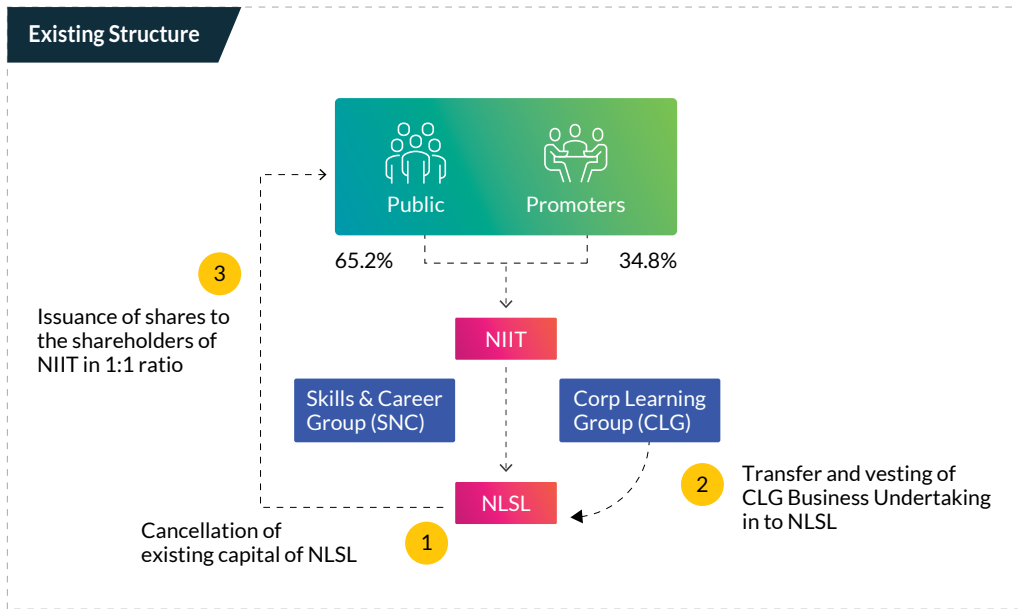 Existing Structure
Public
Promoters
65.2%
34.8%
3
Issuance of shares to
the shareholders of
NIIT in 1:1 ratio
NIIT
Skills & Career
Group (SNC)
Corp Learning
Group (CLG)
2
Transfer and vesting of
CLG Business Undertaking
in to NLSL
NLSL
1
Cancellation of
existing capital of NLSL